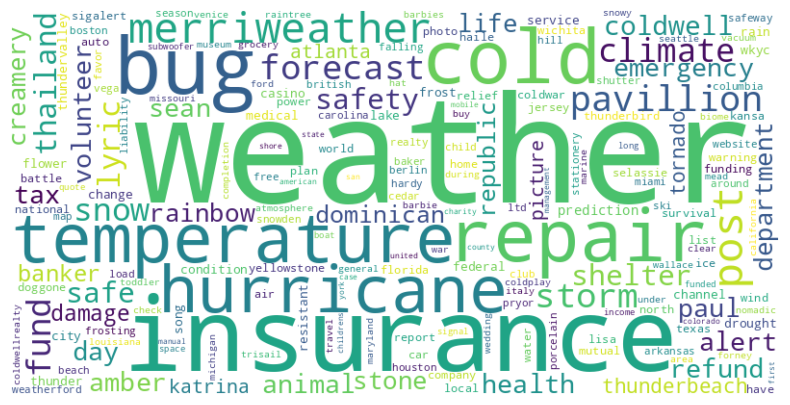 creamery
thailand
sigalert
boston
season
venice
raintree
barbies
merriweather
subwoofer
museum
grocery
atlanta
falling
photo
haile
life
service
wichita
hill
coldwell
snowy
safeway
seattle
rain
wkyc
auto
thundervalley
vega
favor
volunteer
lyric
bug
forecast
cold
climate
emergency
vacuum
missouri
ford
british
hat
casino
power
relief
frost
shutter
coldwar
jersey
pavillion
columbia
kansa
sean
safety
medical
carolina
lake
mobile
buy
thunderbird
biome
website
warning
funding
liability
flower
battle
tax
change
weather
state
shore
long
world
plan
realty
child
home
during
republic
picture
stationery
tornado
department
completion
free
berlin
baker
hardy
selassie
miami
mead
around
national
map
snow
rainbow
atmosphere
snowden
dominican
barbie
cedar
charity
american
quote
can
management
marine
ltd
prediction
ski
survival
list
clear
post
california
temperature
repair
banker
condition
yellowstone
boat
war
united
county
florida
federal
club
channel
shelter
wallace
ice
funded
doggone
load
toddler
general
case
york
safe
hurricane
coldplay
italy
under
north
wind
nomadic
storm
pryor
texas
drought
coldwellrealty
fund
damage
frosting
check
song
air
resistant
city
louisiana
manual
space
travel
childrens
maryland
report
signal
wedding
water
porcelain
paul
income
colorado
alert
day
insurance
car
lisa
mutual
arkansas
area
forney
refund
beach
michigan
houston
company
thunder
weatherford
amber
katrina
trisail
animal
stone
local
health
thunderbeach
have
first